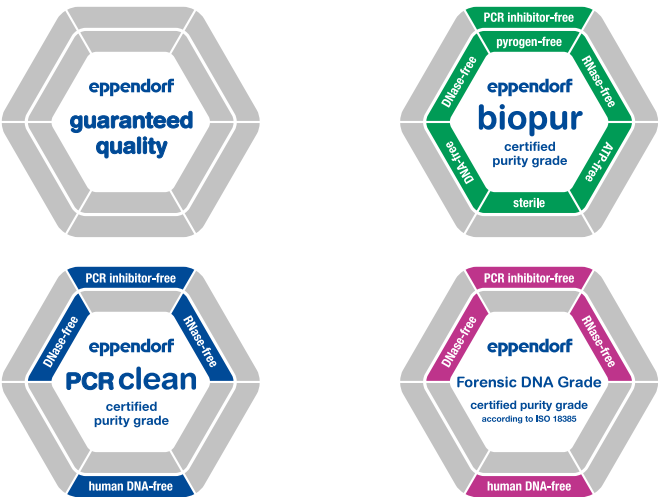 eppendorf
guaranteed
quality
PCR inhibitor-free
pyrogen-free
DNase-free
RNase-free
eppendorf
biopur
certified
purity grade
DNA-free
ATP-free
sterile
PCR inhibitor-free
DNase-free
RNase-free
eppendorf
PCR clean
certified
purity grade
human DNA-free
PCR inhibitor-free
DNase-free
RNase-free
eppendorf
Forensic DNA Grade
certified purity grade
according to ISO 18385
human DNA-free